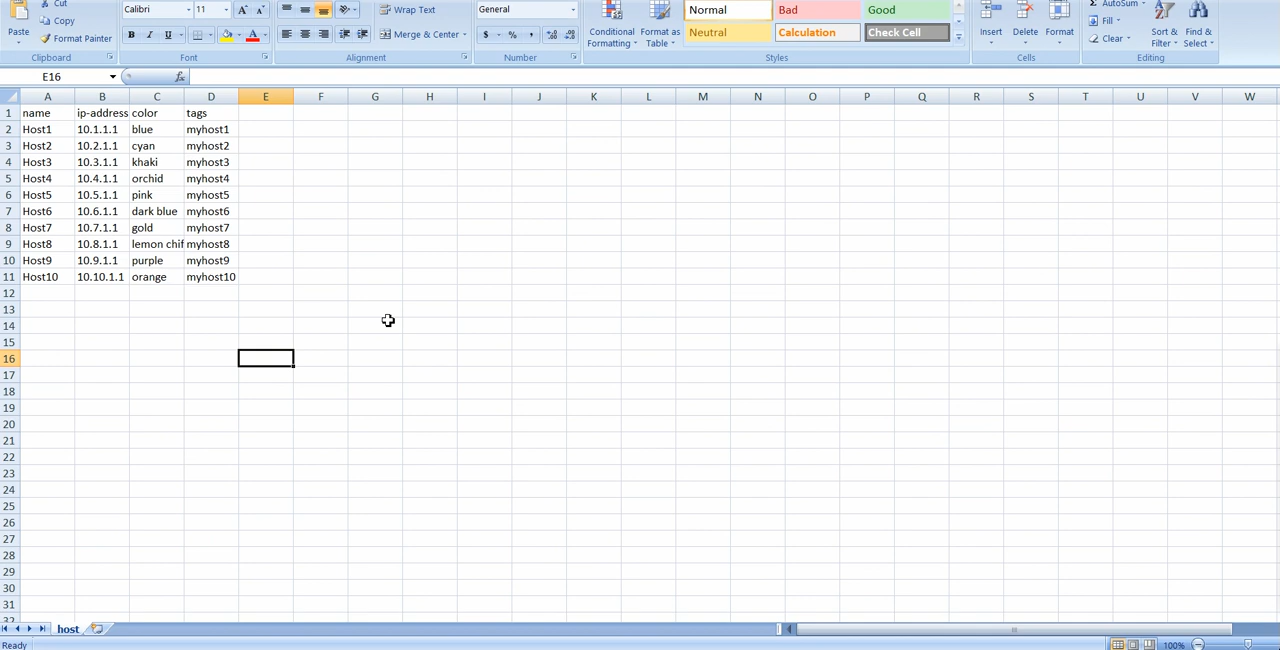 Cut
Calibri 11 A A
Wrap Text
General
Normal Bad Good
AutoSum
Copy
Paste
Format Painter
B I U A
Merge & Center
$ % ,
Conditional Formatting
Format as Table
Neutral Calculation Check Cell
Insert Delete Format
Fill
Clear
Sort & Filter
Find & Select
Clipboard Font Alignment Number Styles Cells Editing
E16 fx
A B C D E F G H I J K L M N O P Q R S T U V W
1 name ip-address color tags
2 Host1 10.1.1.1 blue myhost1
3 Host2 10.2.1.1 cyan myhost2
4 Host3 10.3.1.1 khaki myhost3
5 Host4 10.4.1.1 orchid myhost4
6 Host5 10.5.1.1 pink myhost5
7 Host6 10.6.1.1 dark blue myhost6
8 Host7 10.7.1.1 gold myhost7
9 Host8 10.8.1.1 lemon chif myhost8
10 Host9 10.9.1.1 purple myhost9
11 Host10 10.10.1.1 orange myhost10
12
13
14
15
16
17
18
19
20
21
22
23
24
25
26
27
28
29
30
31
32
host
Ready 100%